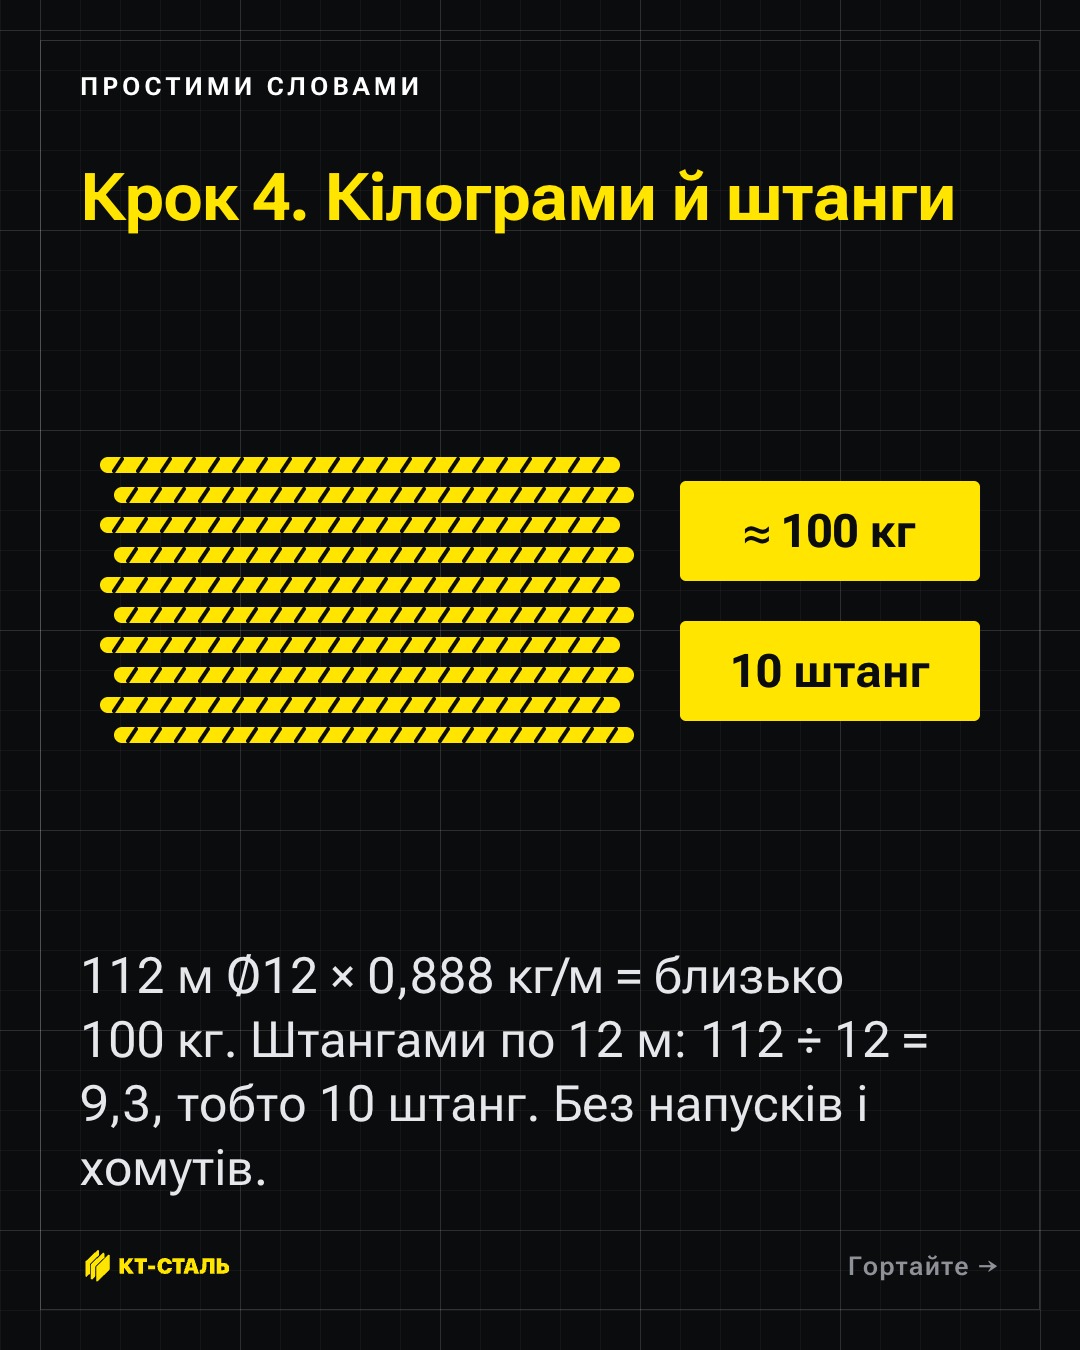 ПРОСТИМИ СЛОВАМИ
Крок 4. Кілограми й штанги
≈ 100 кг
10 штанг
112 м Ø12 × 0,888 кг/м = близько
100 кг. Штангами по 12 м: 112 ÷ 12 =
9,3, тобто 10 штанг. Без напусків і
хомутів.
КТ-СТАЛЬ
Гортайте →